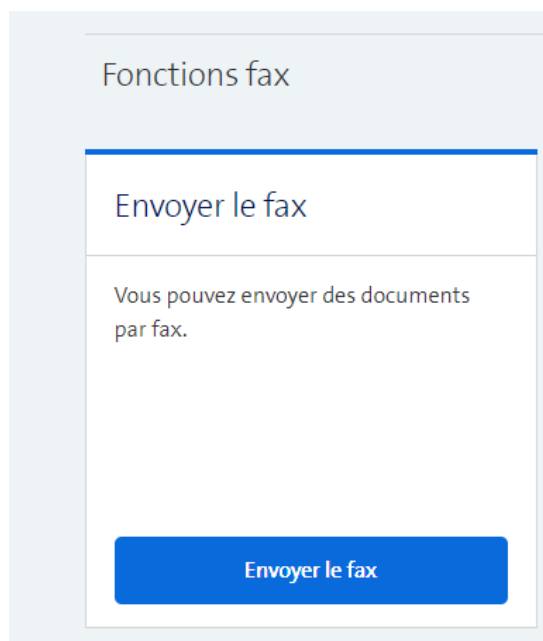 Fonctions fax
Envoyer le fax
Vous pouvez envoyer des documents
par fax.
Envoyer le fax